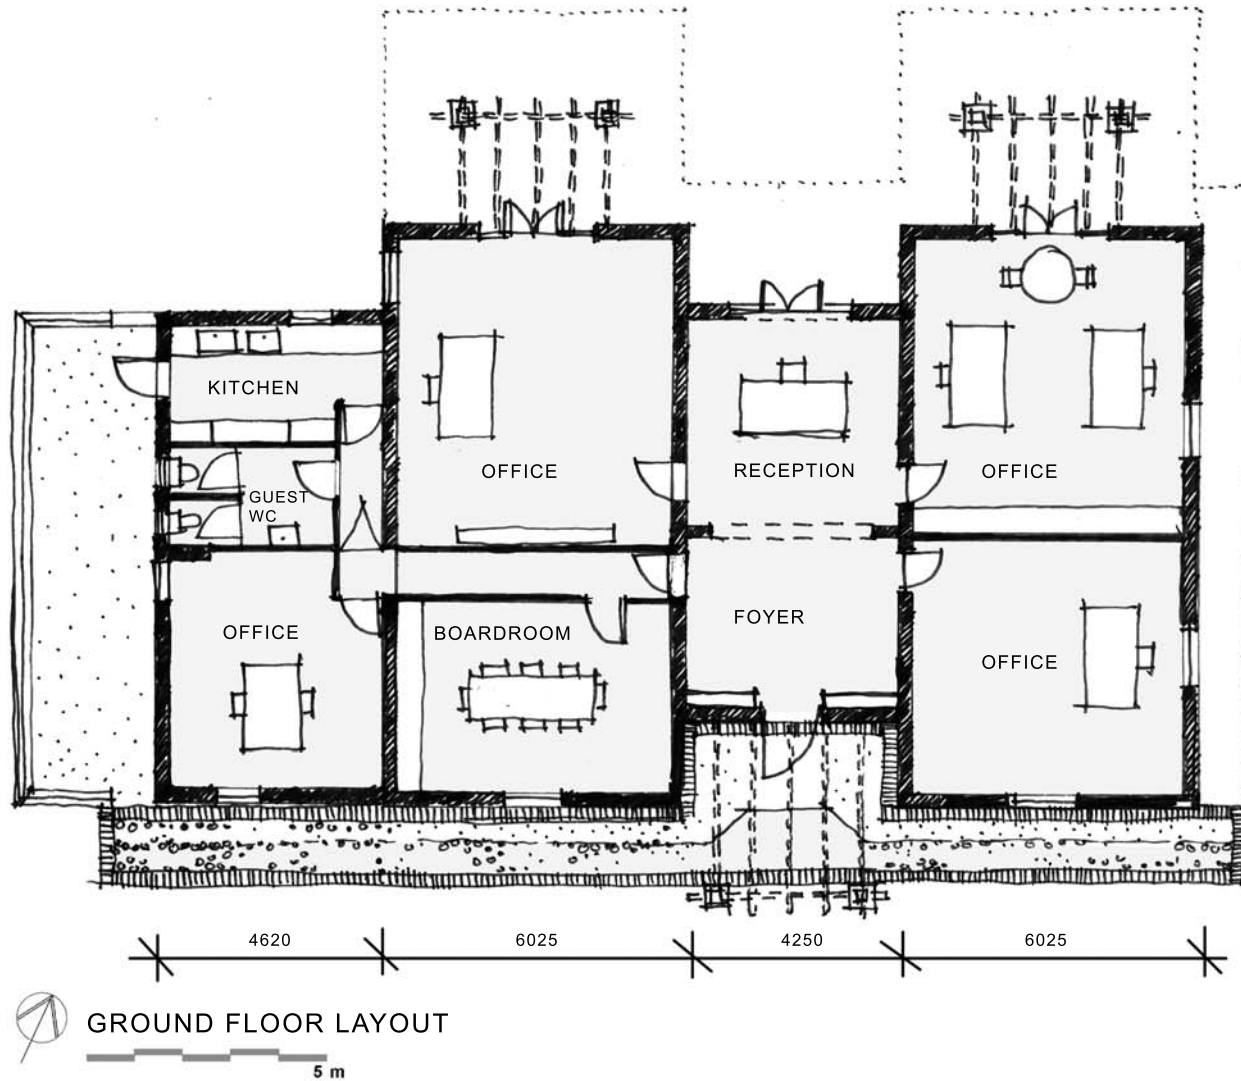 KITCHEN
OFFICE
RECEPTION
OFFICE
GUEST
WC
OFFICE
BOARDROOM
FOYER
OFFICE
4620
6025
4250
6025
GROUND FLOOR LAYOUT
5 m